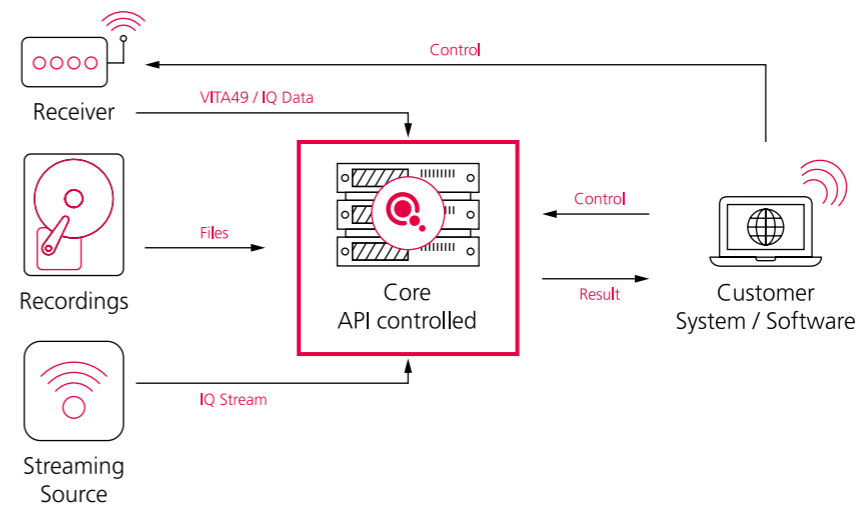 Control
Receiver
VITA49 / IQ Data
Files
Recordings
Control
Core
API controlled
Result
Customer
System / Software
IQ Stream
Streaming
Source